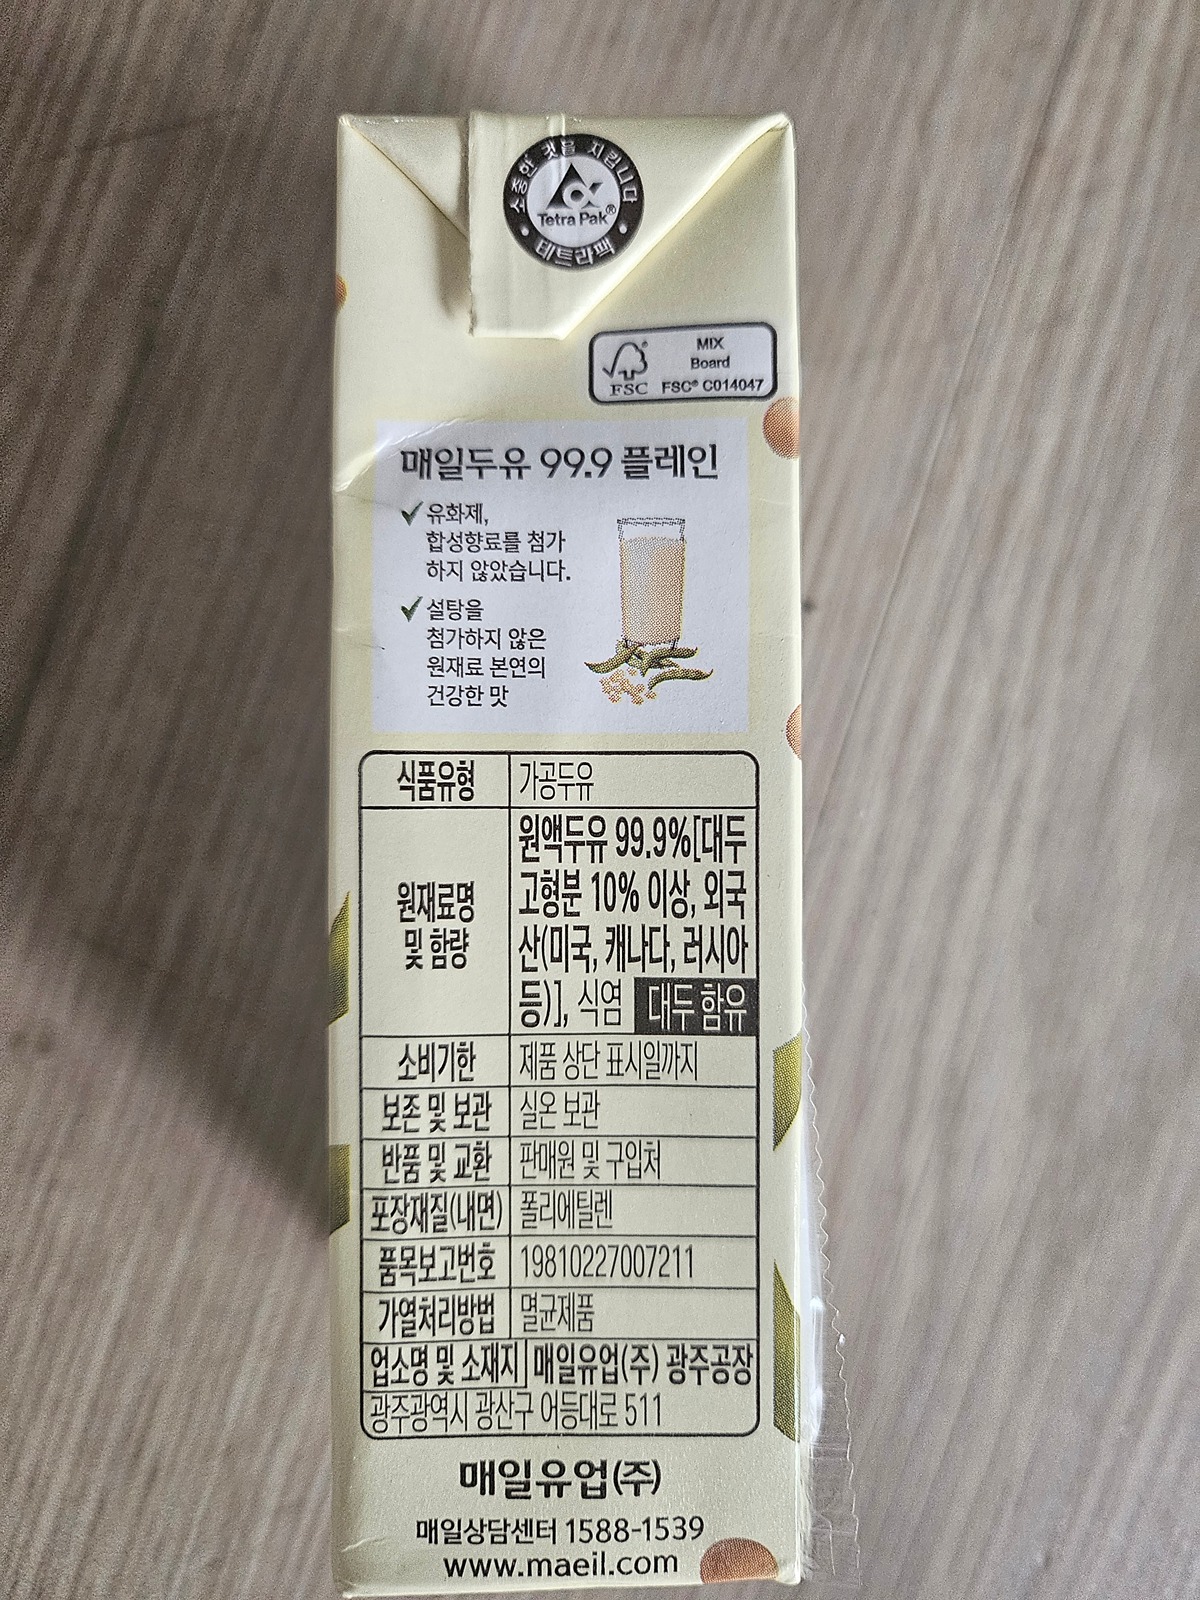 소중한 것을 지킵니다
Tetra Pak®
• 테트라팩 •
MIX
Board
FSC
FSC® C014047
매일두유 99.9 플레인
유화제,
합성향료를 첨가
하지 않았습니다.
설탕을
첨가하지 않은
원재료 본연의
건강한 맛
식품유형 가공두유
원재료명
및 함량
원액두유 99.9%[대두
고형분 10% 이상, 외국
산(미국, 캐나다, 러시아
등)], 식염 대두 함유
소비기한 제품 상단 표시일까지
보존 및 보관 실온 보관
반품 및 교환 판매원 및 구입처
포장재질(내면) 폴리에틸렌
품목보고번호 19810227007211
가열처리방법 멸균제품
업소명 및 소재지 매일유업(주) 광주공장
광주광역시 광산구 어등대로 511
매일유업(주)
매일상담센터 1588-1539
www.maeil.com